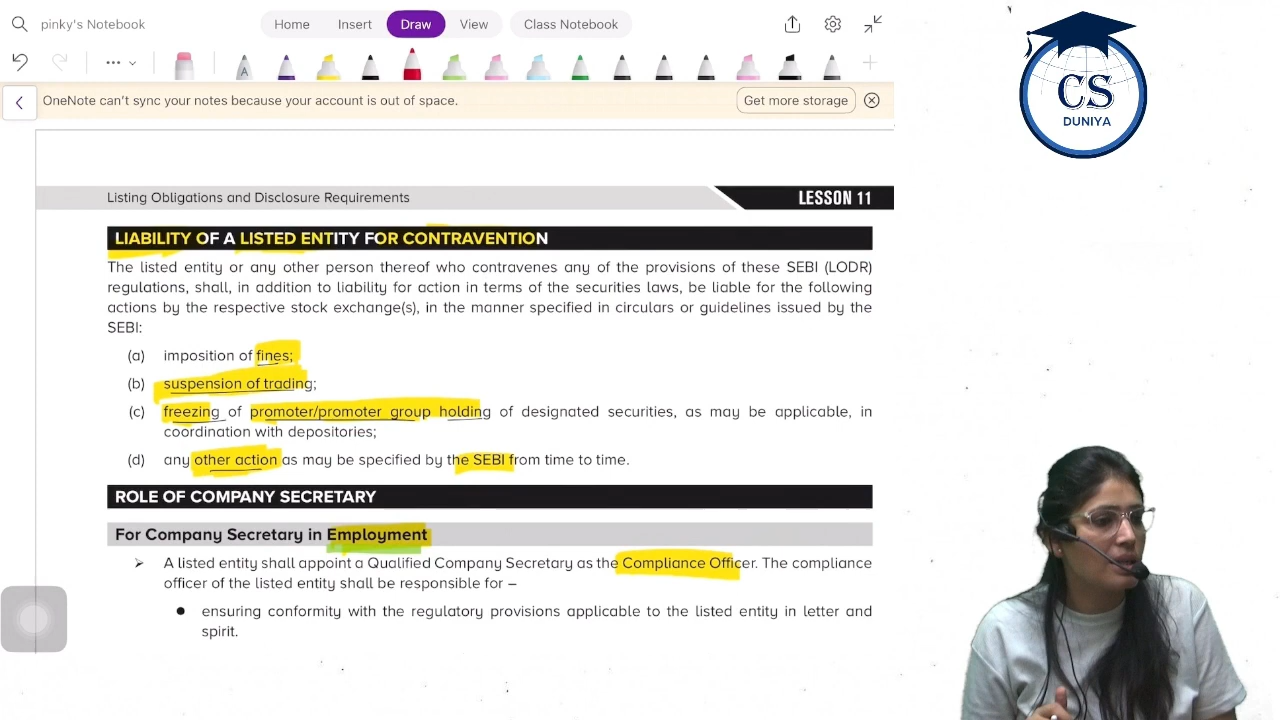 pinky's Notebook
Home Insert Draw View Class Notebook
A
OneNote can't sync your notes because your account is out of space.
Get more storage
CS
DUNIYA
Listing Obligations and Disclosure Requirements
LESSON 11
LIABILITY OF A LISTED ENTITY FOR CONTRAVENTION
The listed entity or any other person thereof who contravenes any of the provisions of these SEBI (LODR)
regulations, shall, in addition to liability for action in terms of the securities laws, be liable for the following
actions by the respective stock exchange(s), in the manner specified in circulars or guidelines issued by the
SEBI:
(a) imposition of fines;
(b) suspension of trading;
(c) freezing of promoter/promoter group holding of designated securities, as may be applicable, in
coordination with depositories;
(d) any other action as may be specified by the SEBI from time to time.
ROLE OF COMPANY SECRETARY
For Company Secretary in Employment
➤ A listed entity shall appoint a Qualified Company Secretary as the Compliance Officer. The compliance
officer of the listed entity shall be responsible for –
● ensuring conformity with the regulatory provisions applicable to the listed entity in letter and
spirit.